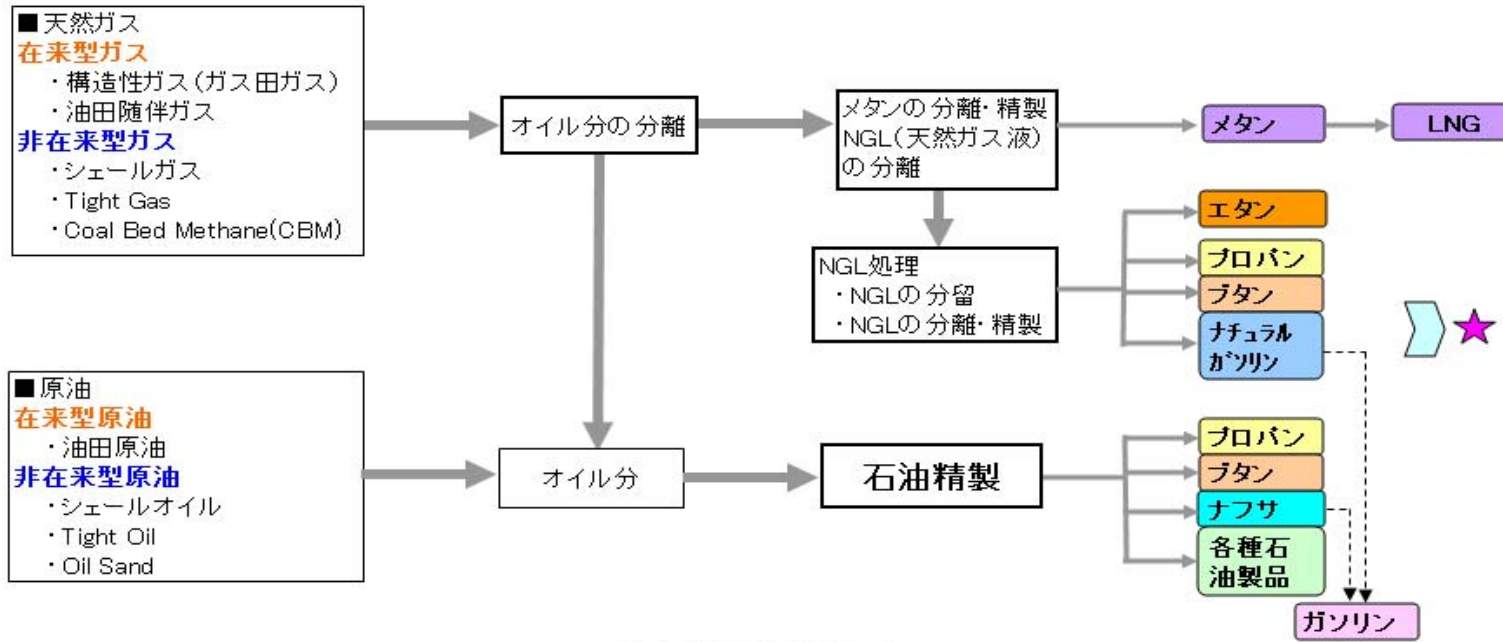 ■天然ガス
在来型ガス
・構造性ガス(ガス田ガス)
・油田随伴ガス
非在来型ガス
・シェールガス
・Tight Gas
・Coal Bed Methane(CBM)
オイル分の分離
メタンの分離・精製
NGL(天然ガス液)
の分離
メタン
LNG
NGL処理
・NGLの分留
・NGLの分離・精製
エタン
プロパン
ブタン
ナチュラル
ガソリン
■原油
在来型原油
・油田原油
非在来型原油
・シェールオイル
・Tight Oil
・Oil Sand
オイル分
石油精製
プロパン
ブタン
ナフサ
各種石
油製品
ガソリン